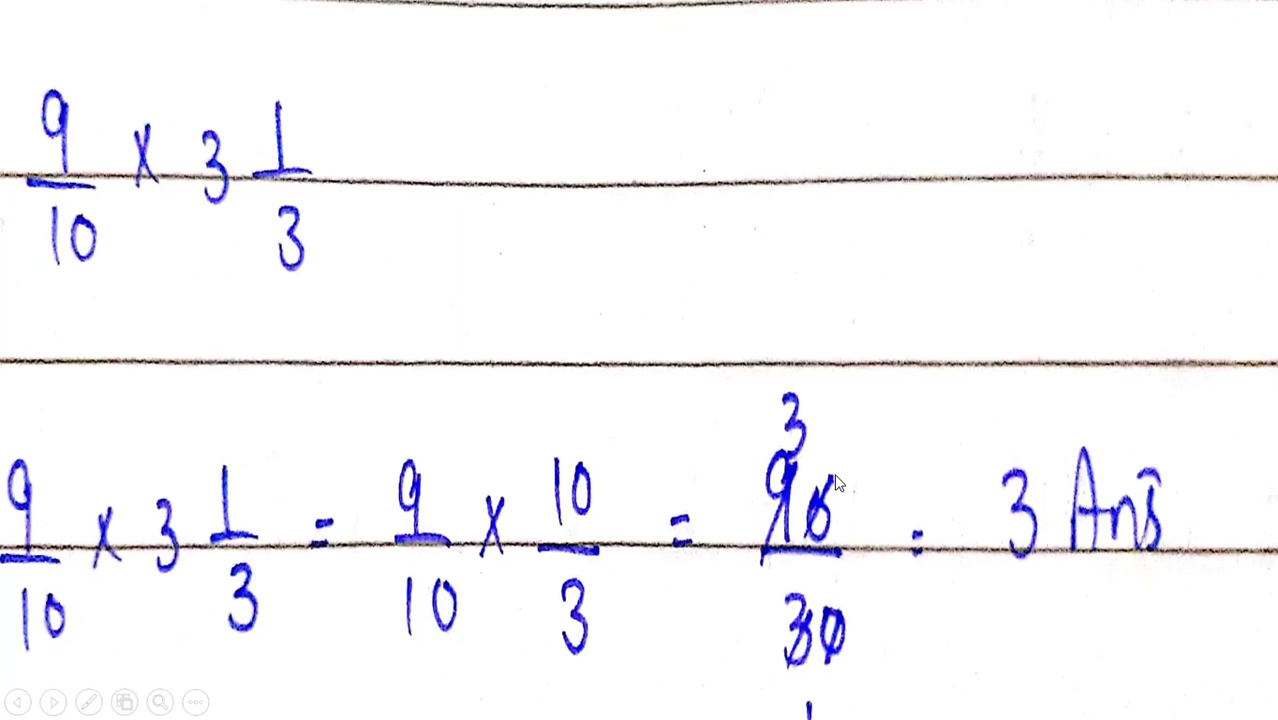 9/10 x 3 1/3
9/10 x 3 1/3 = 9/10 x 10/3 = 90/30 = 3 Ans
3
1